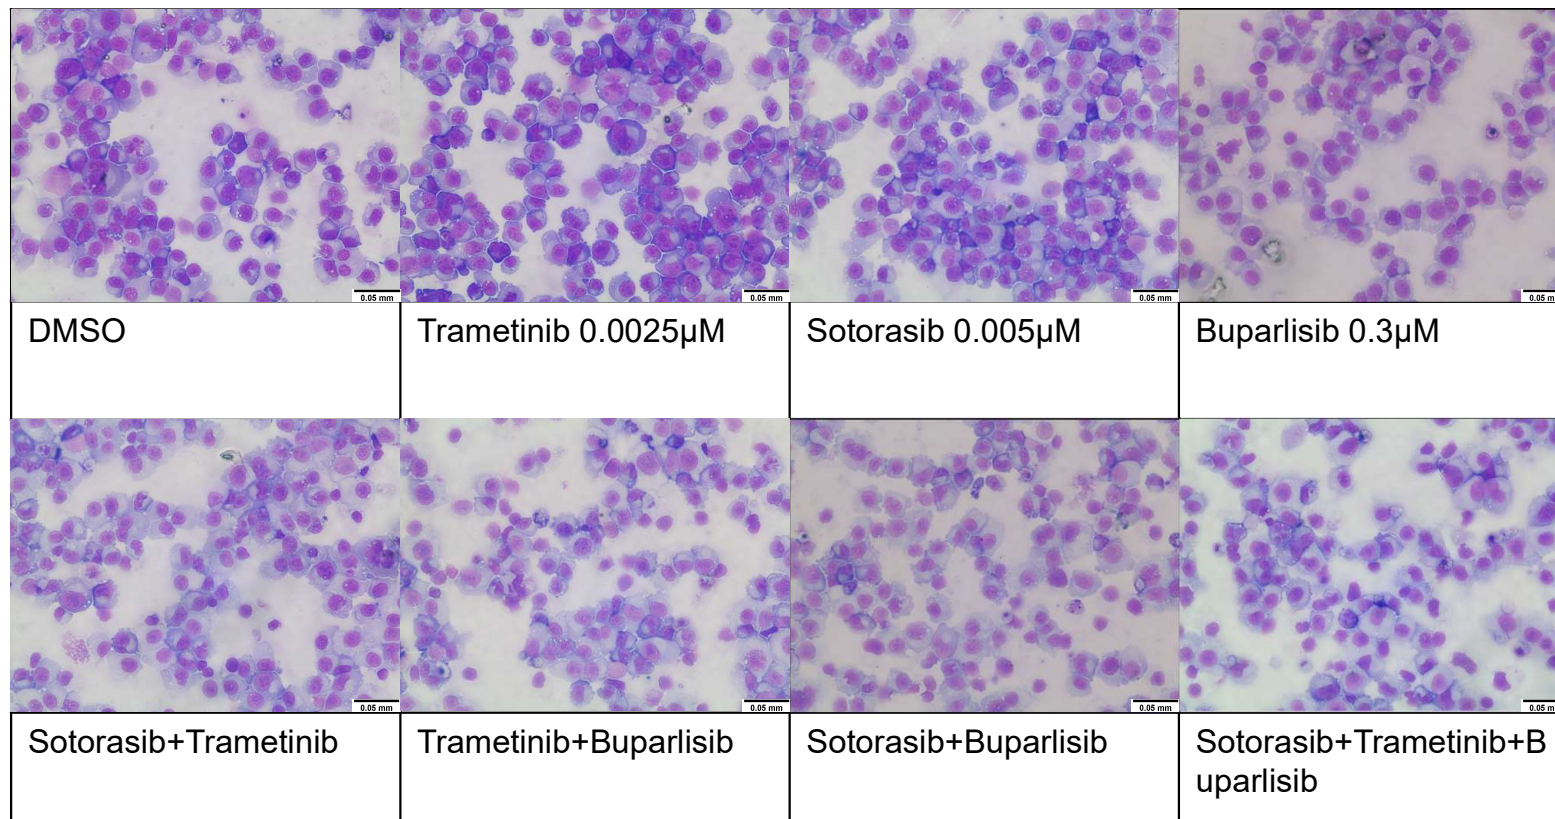 0.05 mm
0.05 mm
0.05 mm
0.05 m
DMSO
Trametinib 0.0025µM
Sotorasib 0.005µM
Buparlisib 0.3µM
0.05 mm
0.05 mm
0.05 mm
0.05 m
Sotorasib+Trametinib
Trametinib+Buparlisib
Sotorasib+Buparlisib
Sotorasib+Trametinib+B
uparlisib